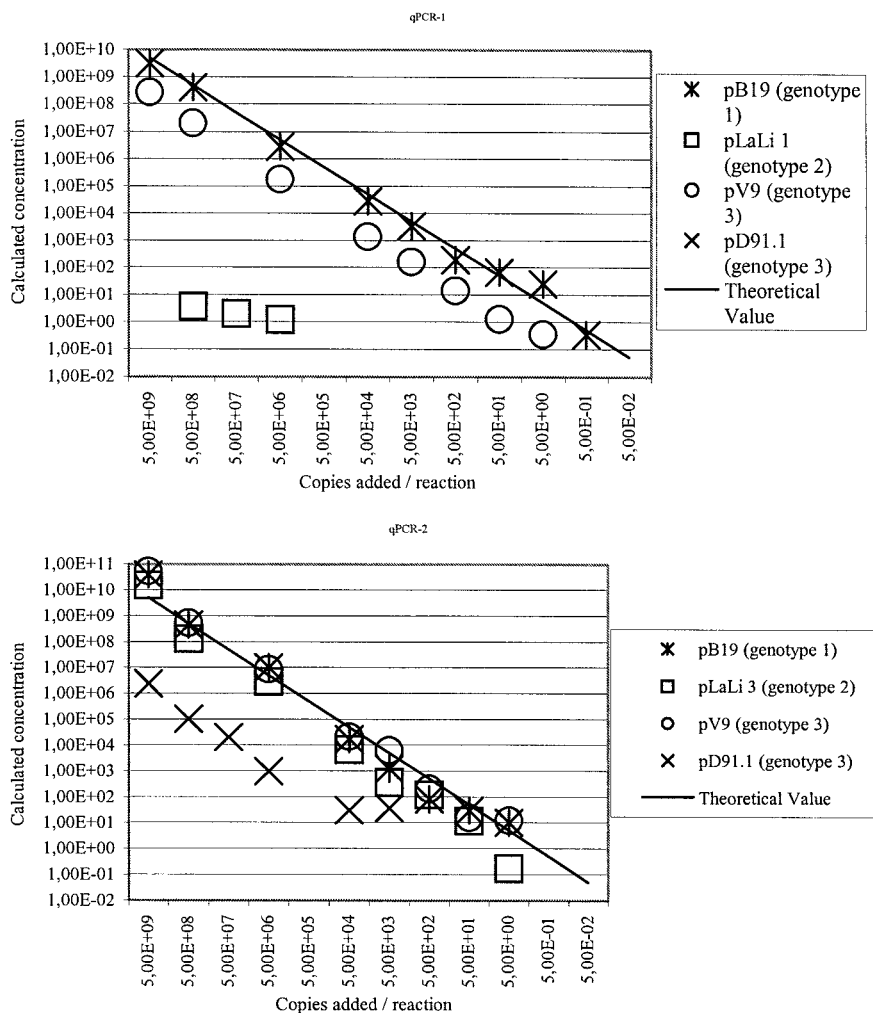 qPCR-1
1,00E+10
1,00E+09
1,00E+08
1,00E+07
1,00E+06
1,00E+05
1,00E+04
1,00E+03
1,00E+02
1,00E+01
1,00E+00
1,00E-01
1,00E-02
Calculated concentration
5,00E+09
5,00E+08
5,00E+07
5,00E+06
5,00E+05
5,00E+04
5,00E+03
5,00E+02
5,00E+01
5,00E+00
5,00E-01
5,00E-02
Copies added / reaction
pB19 (genotype
1)
pLaLi 1
(genotype 2)
pV9 (genotype
3)
pD91.1
(genotype 3)
Theoretical
Value
qPCR-2
1,00E+11
1,00E+10
1,00E+09
1,00E+08
1,00E+07
1,00E+06
1,00E+05
1,00E+04
1,00E+03
1,00E+02
1,00E+01
1,00E+00
1,00E-01
1,00E-02
Calculated concentration
5,00E+09
5,00E+08
5,00E+07
5,00E+06
5,00E+05
5,00E+04
5,00E+03
5,00E+02
5,00E+01
5,00E+00
5,00E-01
5,00E-02
Copies added / reaction
pB19 (genotype 1)
pLaLi 3 (genotype 2)
pV9 (genotype 3)
pD91.1 (genotype 3)
Theoretical Value